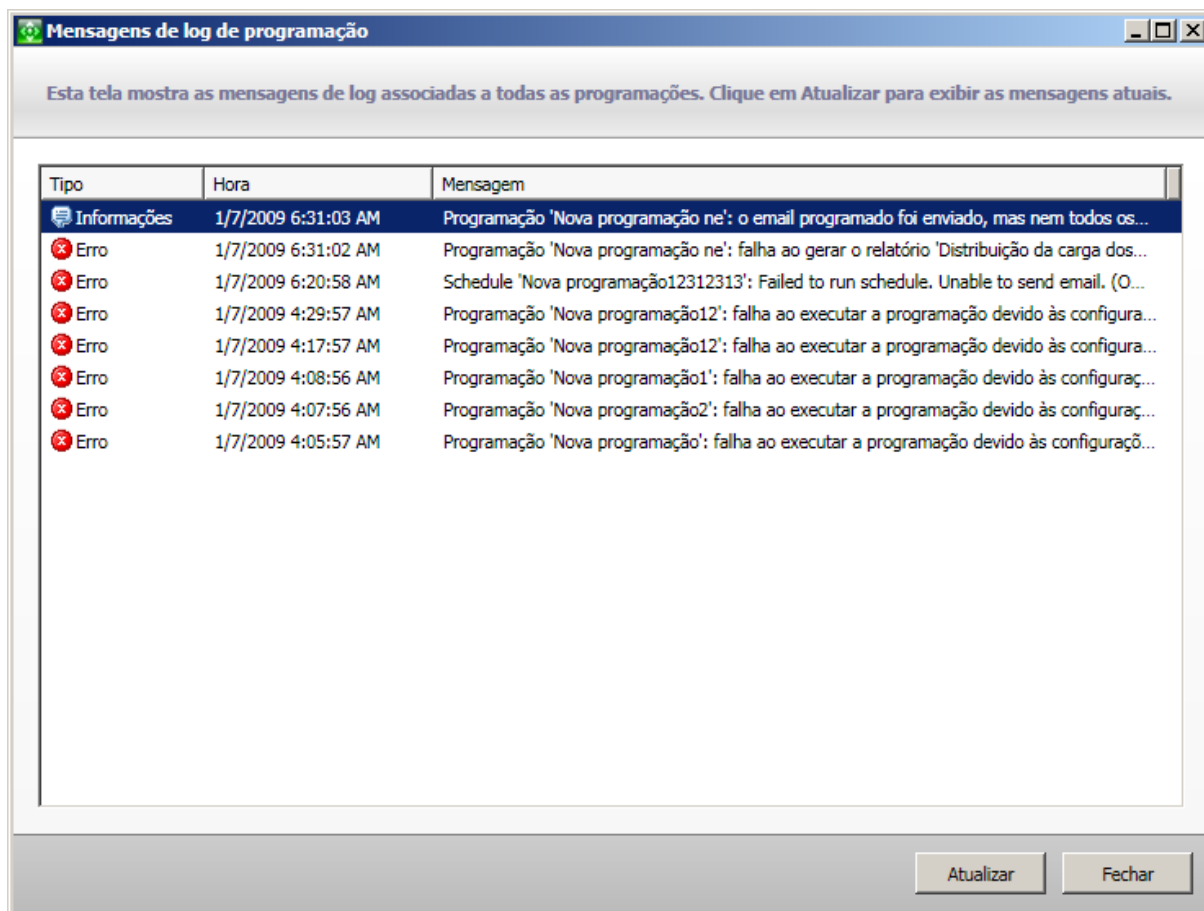 Mensagens de log de programação
Esta tela mostra as mensagens de log associadas a todas as programações. Clique em Atualizar para exibir as mensagens atuais.
Tipo Hora Mensagem
Informações 1/7/2009 6:31:03 AM Programação 'Nova programação ne': o email programado foi enviado, mas nem todos os...
Erro 1/7/2009 6:31:02 AM Programação 'Nova programação ne': falha ao gerar o relatório 'Distribuição da carga dos...
Erro 1/7/2009 6:20:58 AM Schedule 'Nova programação12312313': Failed to run schedule. Unable to send email. (O...
Erro 1/7/2009 4:29:57 AM Programação 'Nova programação12': falha ao executar a programação devido às configura...
Erro 1/7/2009 4:17:57 AM Programação 'Nova programação12': falha ao executar a programação devido às configura...
Erro 1/7/2009 4:08:56 AM Programação 'Nova programação1': falha ao executar a programação devido às configuraç...
Erro 1/7/2009 4:07:56 AM Programação 'Nova programação2': falha ao executar a programação devido às configuraç...
Erro 1/7/2009 4:05:57 AM Programação 'Nova programação': falha ao executar a programação devido às configuraçõ...
Atualizar Fechar